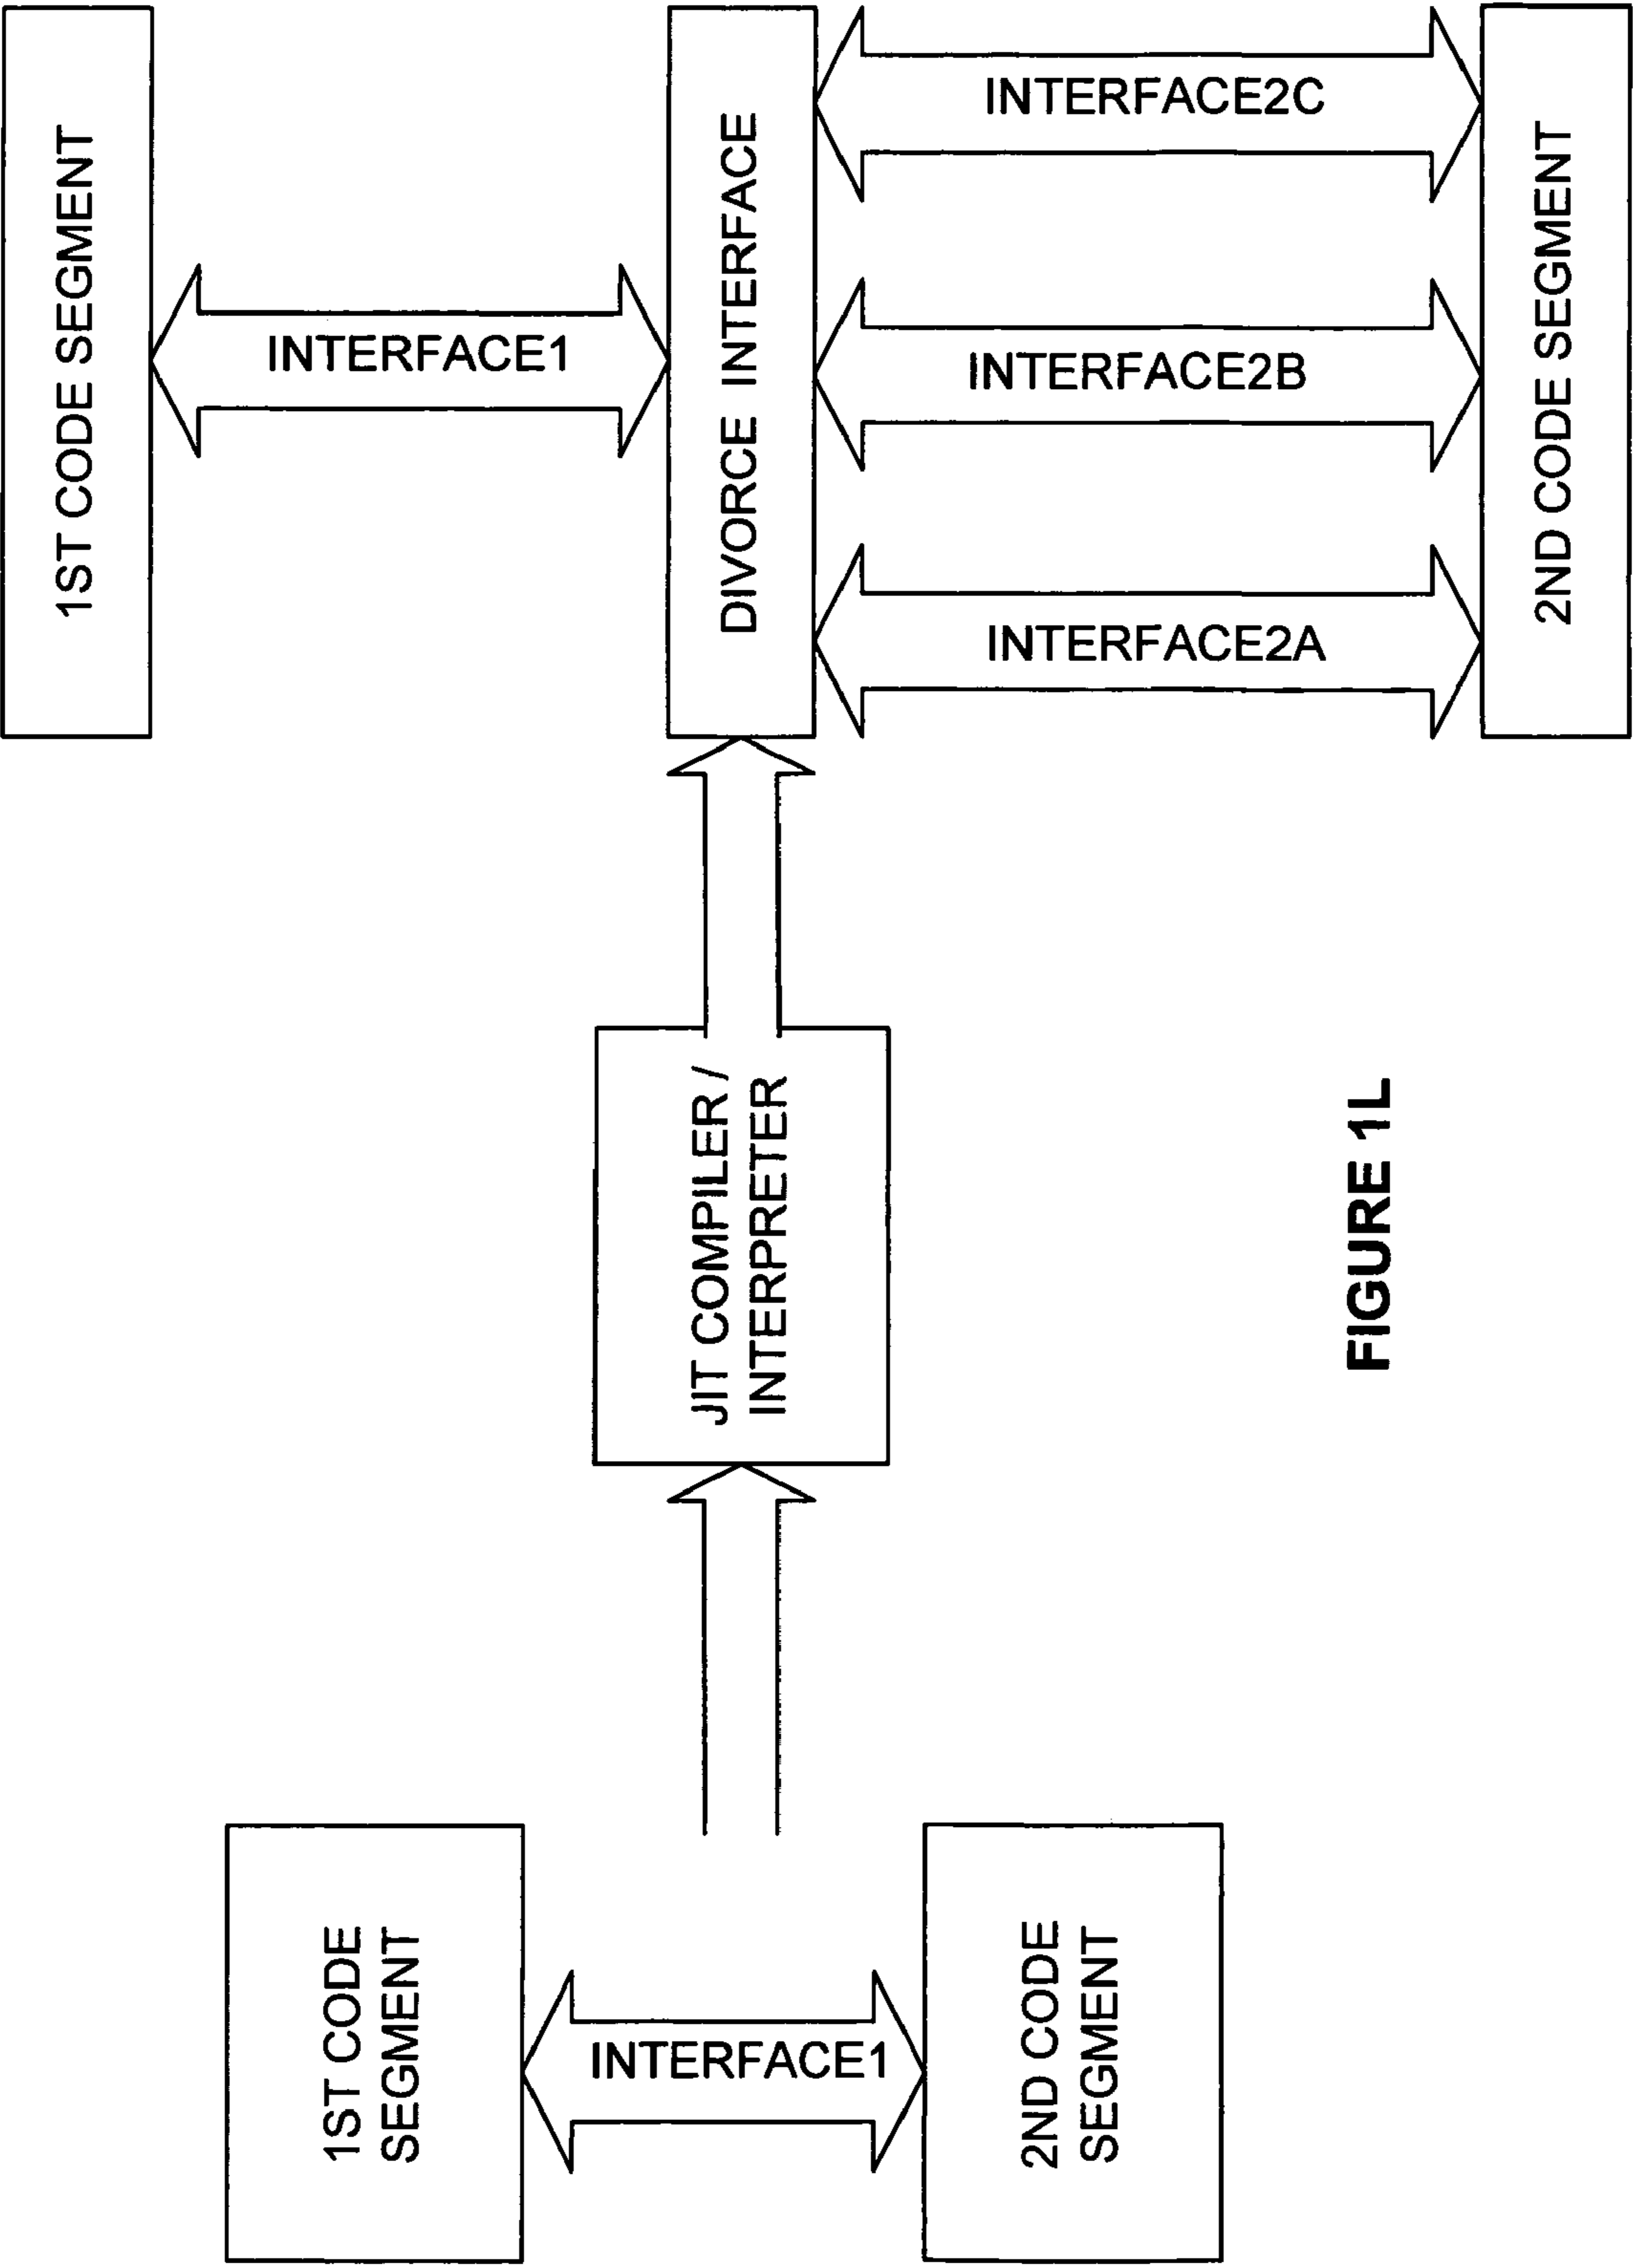 1ST CODE
SEGMENT
INTERFACE1
2ND CODE
SEGMENT
JIT COMPILER /
INTERPRETER
1ST CODE SEGMENT
INTERFACE1
DIVORCE INTERFACE
INTERFACE2A
INTERFACE2B
INTERFACE2C
2ND CODE SEGMENT
FIGURE 1L